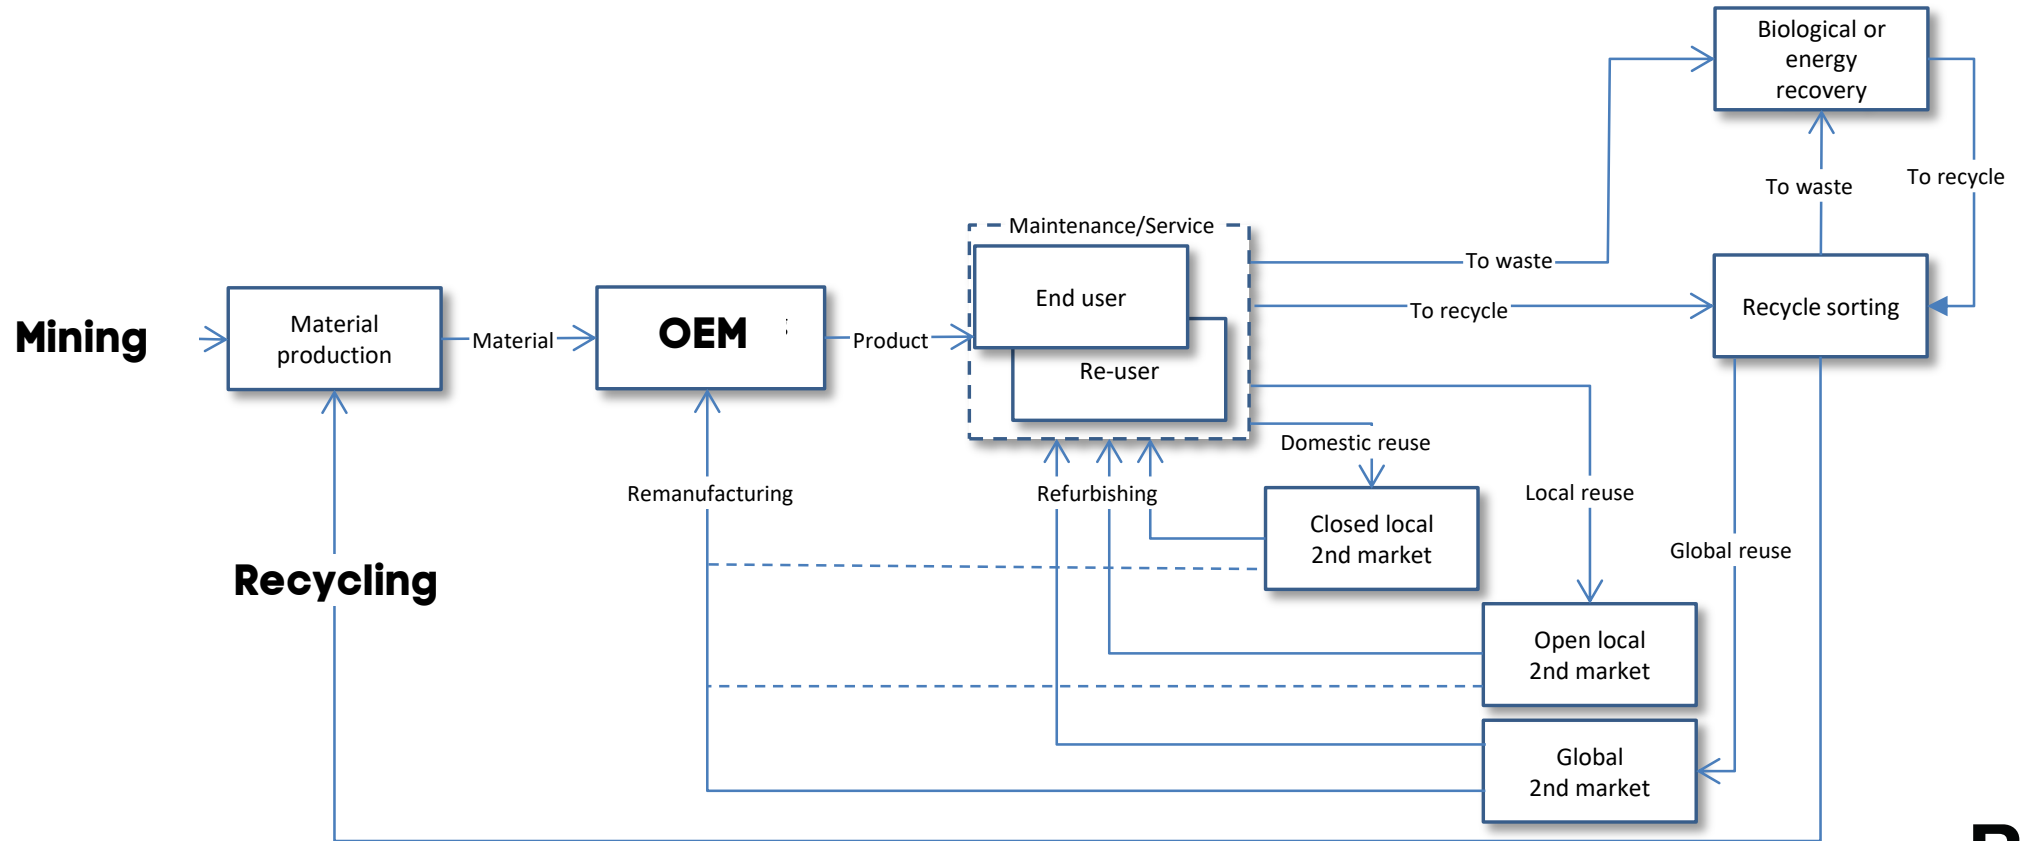 Biological or
energy
recovery
To waste
To recycle
Maintenance/Service
To waste
End user
To recycle
Recycle sorting
Mining
Material
production
Material
OEM
Product
Re-user
Domestic reuse
Remanufacturing
Refurbishing
Local reuse
Closed local
2nd market
Global reuse
Recycling
Open local
2nd market
Global
2nd market